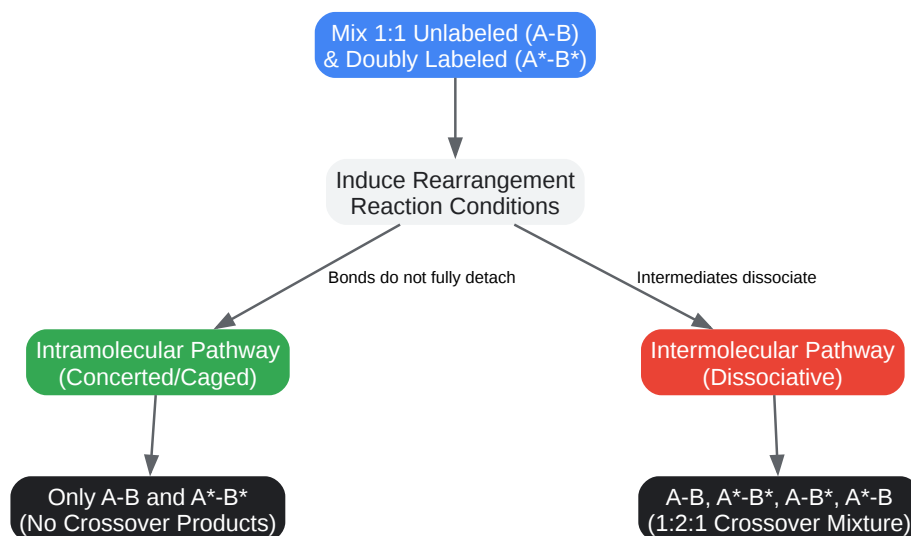 Mix 1:1 Unlabeled (A-B)
& Doubly Labeled (A*-B*)
Induce Rearrangement
Reaction Conditions
Bonds do not fully detach
Intermediates dissociate
Intramolecular Pathway
(Concerted/Caged)
Intermolecular Pathway
(Dissociative)
Only A-B and A*-B*
(No Crossover Products)
A-B, A*-B*, A-B*, A*-B
(1:2:1 Crossover Mixture)